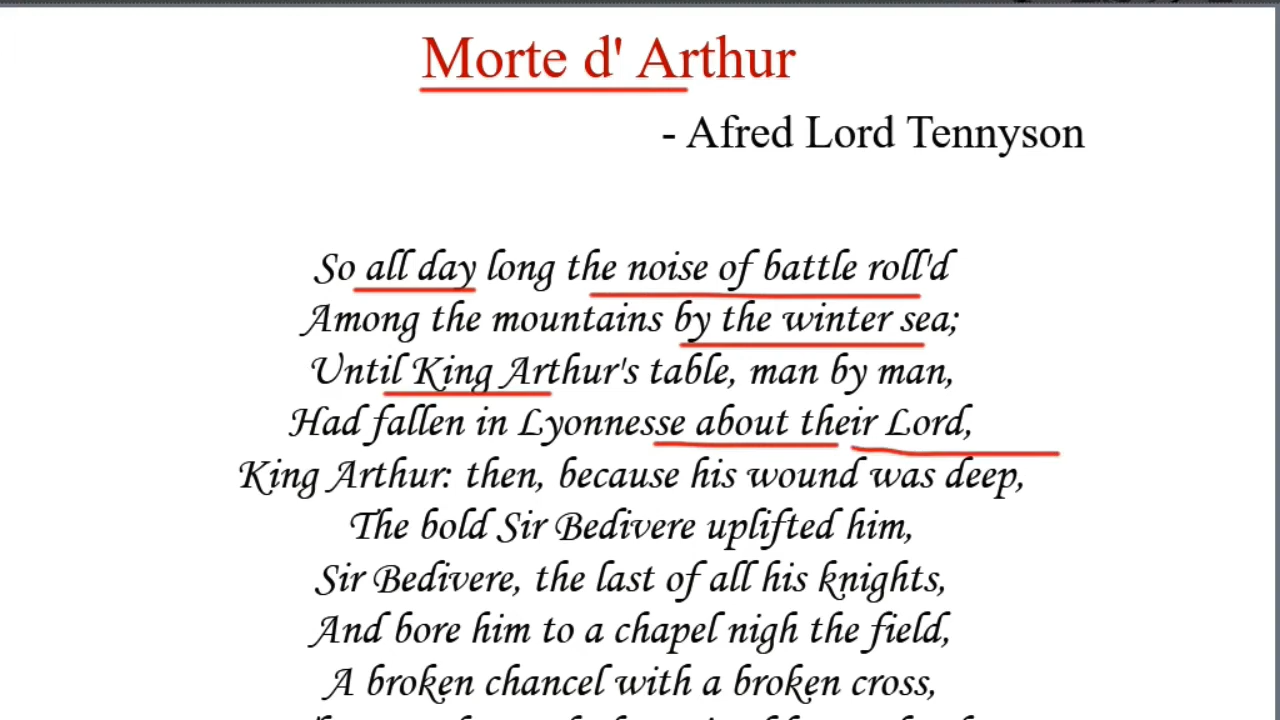 Morte d' Arthur
- Afred Lord Tennyson
So all day long the noise of battle roll'd
Among the mountains by the winter sea;
Until King Arthur's table, man by man,
Had fallen in Lyonnesse about their Lord,
King Arthur: then, because his wound was deep,
The bold Sir Bedivere uplifted him,
Sir Bedivere, the last of all his knights,
And bore him to a chapel nigh the field,
A broken chancel with a broken cross,